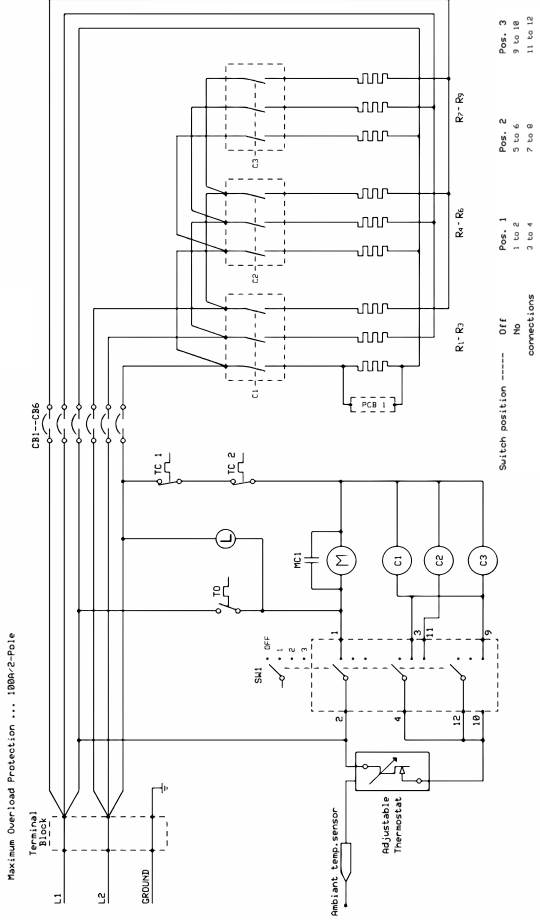 Maximum Overload Protection ... 100A/2-Pole
Terminal
Block
L1
L2
GROUND
CB1--CB6
TO
L
TC 1
TC 2
SW1
OFF
1
2
3
MC1
M
C1
C2
C3
1
3
11
9
2
4
12
10
Ambiant temp.sensor
Adjustable
Thermostat
PCB 1
C1
C2
C3
R1-R3
R4-R6
R7-R9
Switch position ----- Off Pos. 1 Pos. 2 Pos. 3
No 1 to 2 5 to 6 9 to 10
connections 3 to 4 7 to 8 11 to 12